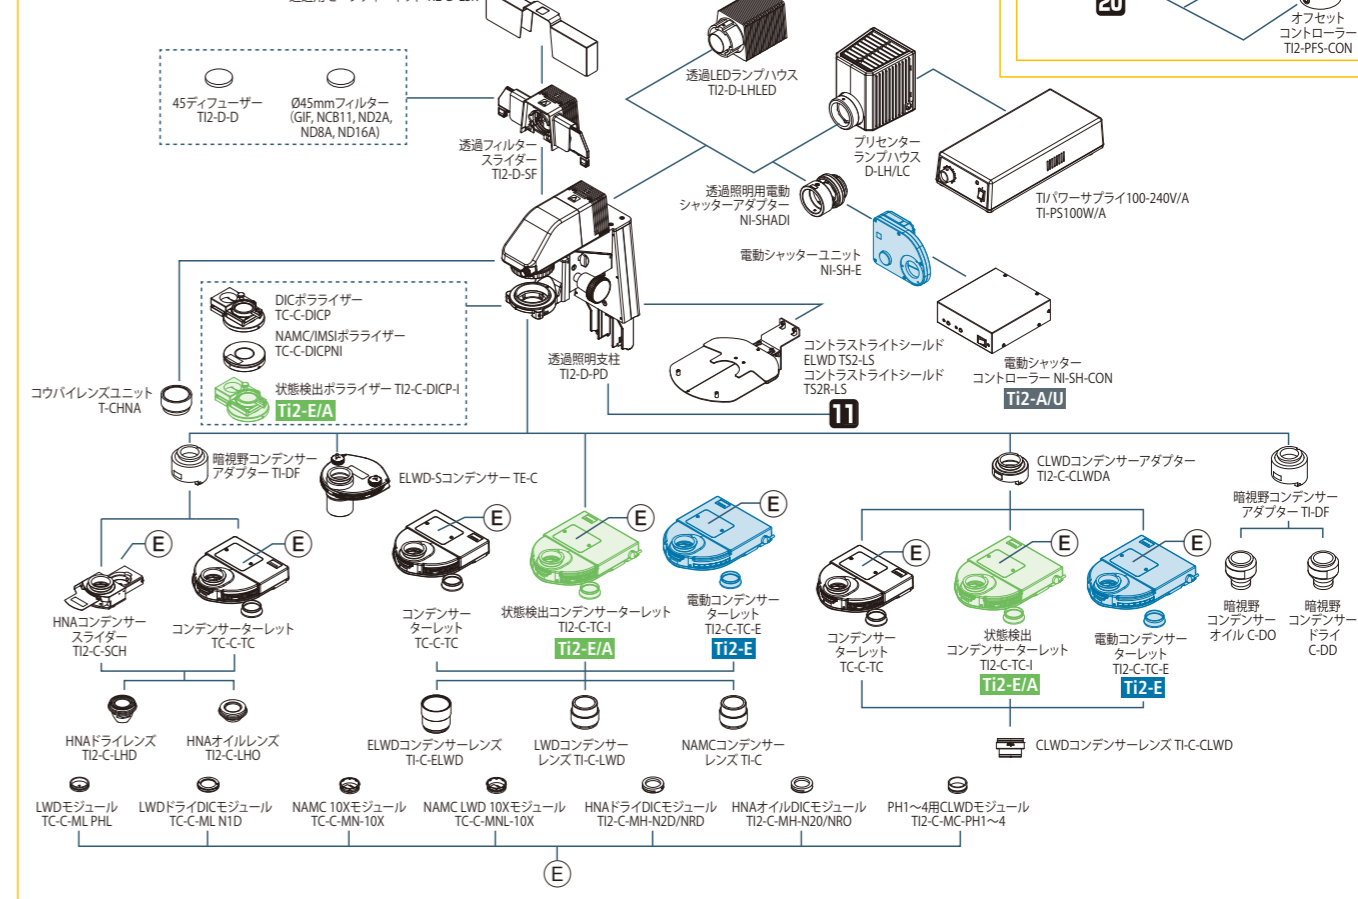 20
オフセット
コントローラー
TI2-PFS-CON
透過LEDランプハウス
TI2-D-LHLED
45ディフューザー
TI2-D-D
Ø45mmフィルター
(GIF, NCB11, ND2A,
ND8A, ND16A)
透過フィルター
スライダー
TI2-D-SF
プリセンター
ランプハウス
D-LH/LC
TIパワーサプライ100-240V/A
TI-PS100W/A
透過照明用電動
シャッターアダプター
NI-SHADI
電動シャッターユニット
NI-SH-E
DICポラライザー
TC-C-DICP
NAMC/IMSIポラライザー
TC-C-DICPNI
状態検出ポラライザー TI2-C-DICP-I
Ti2-E/A
コウバイレンズユニット
T-CHNA
透過照明支柱
TI2-D-PD
コントラストライトシールド
ELWD TS2-LS
コントラストライトシールド
TS2R-LS
11
電動シャッター
コントローラー NI-SH-CON
Ti2-A/U
暗視野コンデンサー
アダプター TI-DF
ELWD-Sコンデンサー TE-C
CLWDコンデンサーアダプター
TI2-C-CLWDA
暗視野コンデンサー
アダプター TI-DF
E
E
E
E
E
E
E
E
HNAコンデンサー
スライダー
TI2-C-SCH
コンデンサーターレット
TC-C-TC
コンデンサー
ターレット
TC-C-TC
状態検出コンデンサーターレット
TI2-C-TC-I
Ti2-E/A
電動コンデンサー
ターレット
TI2-C-TC-E
Ti2-E
コンデンサー
ターレット
TC-C-TC
状態検出
コンデンサーターレット
TI2-C-TC-I
Ti2-E/A
電動コンデンサー
ターレット
TI2-C-TC-E
Ti2-E
暗視野
コンデンサー
オイル C-DO
暗視野
コンデンサー
ドライ
C-DD
HNAドライレンズ
TI2-C-LHD
HNAオイルレンズ
TI2-C-LHO
ELWDコンデンサーレンズ
TI-C-ELWD
LWDコンデンサー
レンズ TI-C-LWD
NAMCコンデンサー
レンズ TI-C
CLWDコンデンサーレンズ TI-C-CLWD
LWDモジュール
TC-C-ML PHL
LWDドライDICモジュール
TC-C-ML N1D
NAMC 10Xモジュール
TC-C-MN-10X
NAMC LWD 10Xモジュール
TC-C-MNL-10X
HNAドライDICモジュール
TI2-C-MH-N2D/NRD
HNAオイルDICモジュール
TI2-C-MH-N20/NRO
PH1～4用CLWDモジュール
TI2-C-MC-PH1～4
E